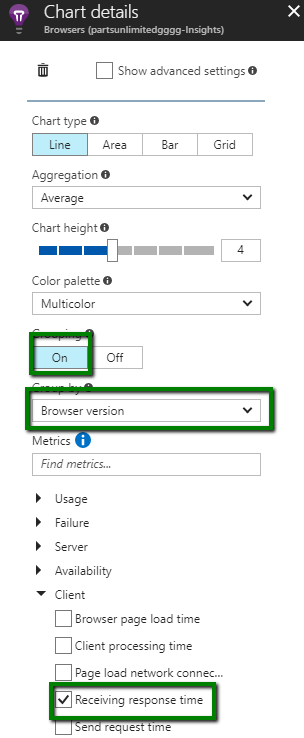 Chart details
Browsers (partsunlimitedgggg-Insights)
Show advanced settings
Chart type
Line Area Bar Grid
Aggregation
Average
Chart height
4
Color palette
Multicolor
Grouping
On Off
Group by
Browser version
Metrics
Find metrics...
Usage
Failure
Server
Availability
Client
Browser page load time
Client processing time
Page load network connec...
Receiving response time
Send request time